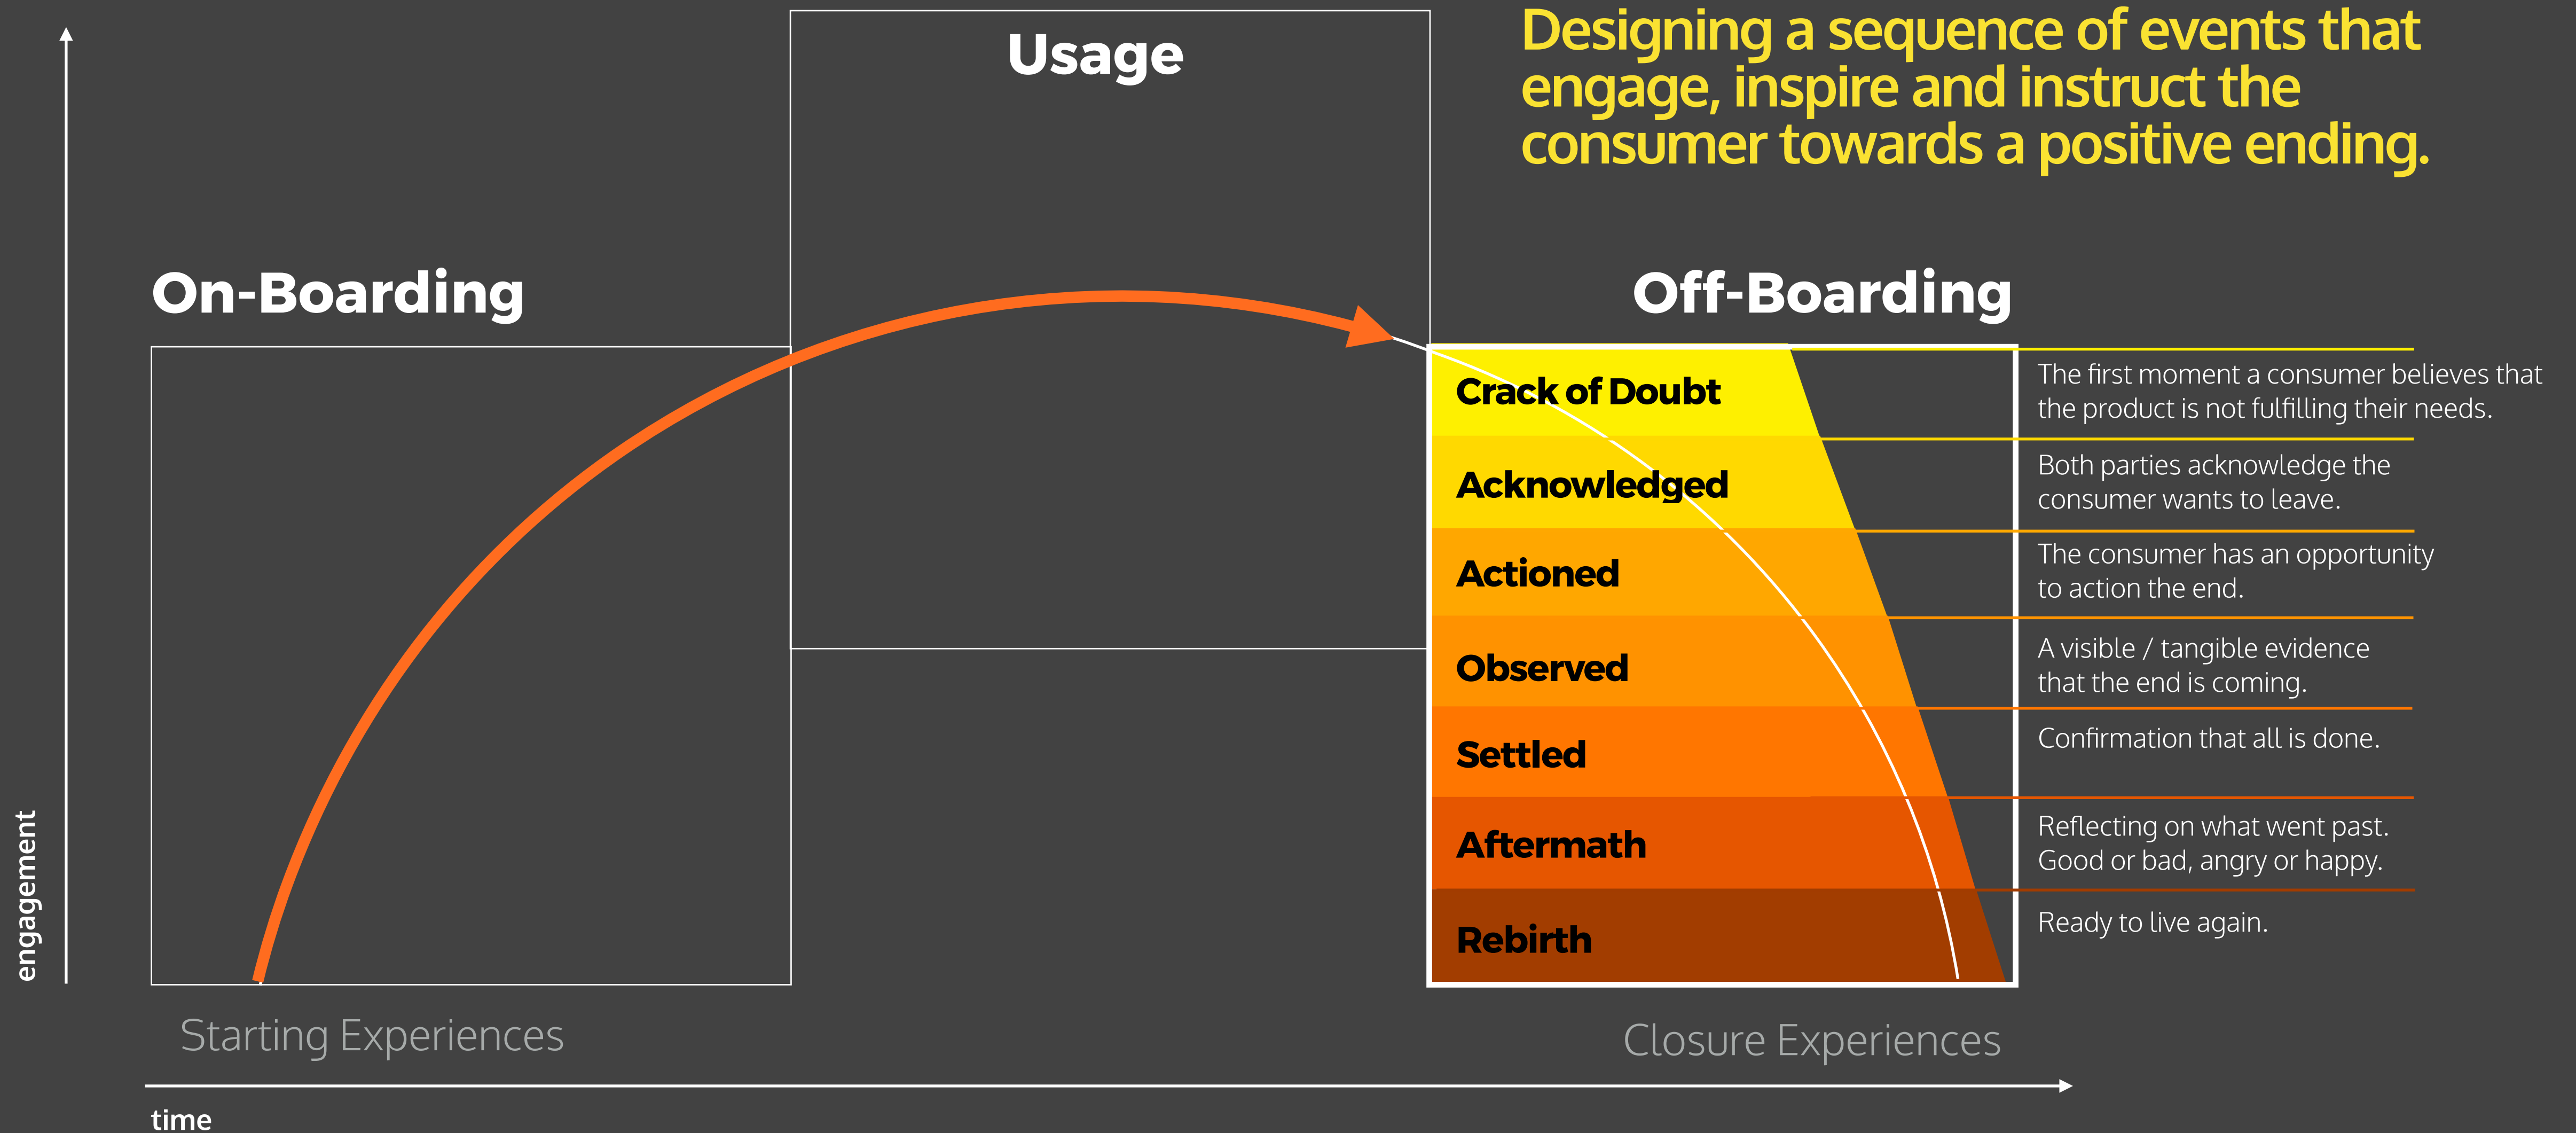 Designing a sequence of events that
engage, inspire and instruct the
consumer towards a positive ending.
Usage
On-Boarding
Off-Boarding
Crack of Doubt
The first moment a consumer believes that
the product is not fulfilling their needs.
Acknowledged
Both parties acknowledge the
consumer wants to leave.
Actioned
The consumer has an opportunity
to action the end.
Observed
A visible / tangible evidence
that the end is coming.
Settled
Confirmation that all is done.
Aftermath
Reflecting on what went past.
Good or bad, angry or happy.
Rebirth
Ready to live again.
engagement
Starting Experiences
Closure Experiences
time